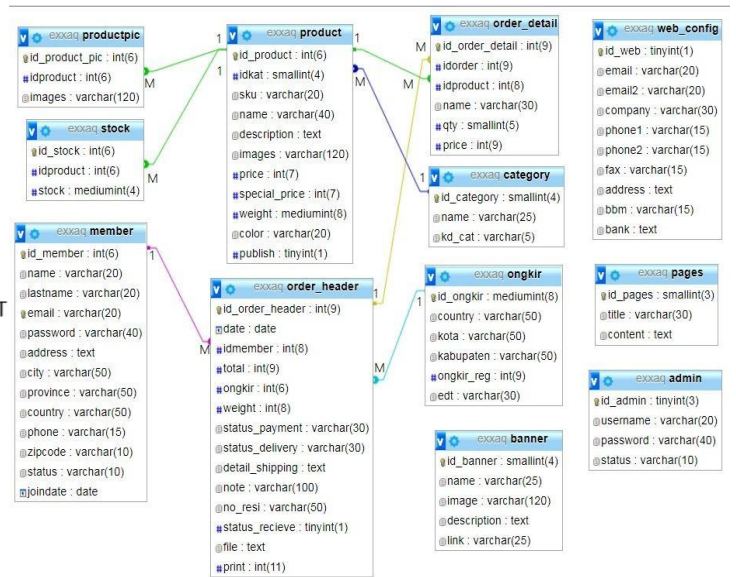 exxaq productpic
id_product_pic : int(6)
idproduct : int(6)
images : varchar(120)
exxaq stock
id_stock : int(6)
idproduct : int(6)
stock : mediumint(4)
exxaq member
id_member : int(6)
name : varchar(20)
lastname : varchar(20)
email : varchar(20)
password : varchar(40)
address : text
city : varchar(50)
province : varchar(50)
country : varchar(50)
phone : varchar(15)
zipcode : varchar(10)
status : varchar(10)
joindate : date
exxaq product
id_product : int(6)
idkat : smallint(4)
sku : varchar(20)
name : varchar(40)
description : text
images : varchar(120)
price : int(7)
special_price : int(7)
weight : mediumint(8)
color : varchar(20)
publish : tinyint(1)
exxaq order_header
id_order_header : int(9)
date : date
idmember : int(8)
total : int(9)
ongkir : int(6)
weight : int(8)
status_payment : varchar(30)
status_delivery : varchar(30)
detail_shipping : text
note : varchar(100)
no_resi : varchar(50)
status_recieve : tinyint(1)
file : text
print : int(11)
exxaq order_detail
id_order_detail : int(9)
idorder : int(9)
idproduct : int(8)
name : varchar(30)
qty : smallint(5)
price : int(9)
exxaq category
id_category : smallint(4)
name : varchar(25)
kd_cat : varchar(5)
exxaq ongkir
id_ongkir : mediumint(8)
country : varchar(50)
kota : varchar(50)
kabupaten : varchar(50)
ongkir_reg : int(9)
edt : varchar(30)
exxaq banner
id_banner : smallint(4)
name : varchar(25)
image : varchar(120)
description : text
link : varchar(25)
exxaq web_config
id_web : tinyint(1)
email : varchar(20)
email2 : varchar(20)
company : varchar(30)
phone1 : varchar(15)
phone2 : varchar(15)
fax : varchar(15)
address : text
bbm : varchar(15)
bank : text
exxaq pages
id_pages : smallint(3)
title : varchar(30)
content : text
exxaq admin
id_admin : tinyint(3)
username : varchar(20)
password : varchar(40)
status : varchar(10)
1
1
M
M
1
M
M
1
1
M
1
M
1
T